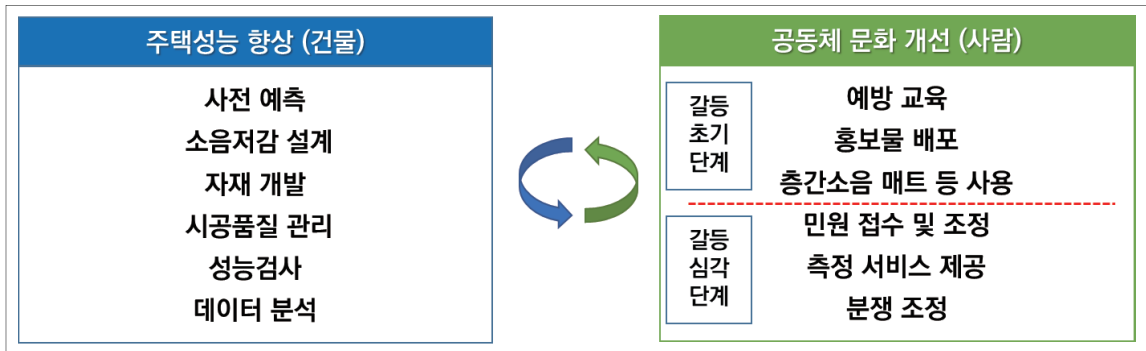 주택성능 향상 (건물)
사전 예측
소음저감 설계
자재 개발
시공품질 관리
성능검사
데이터 분석
공동체 문화 개선 (사람)
갈등
초기
단계
예방 교육
홍보물 배포
층간소음 매트 등 사용
갈등
심각
단계
민원 접수 및 조정
측정 서비스 제공
분쟁 조정